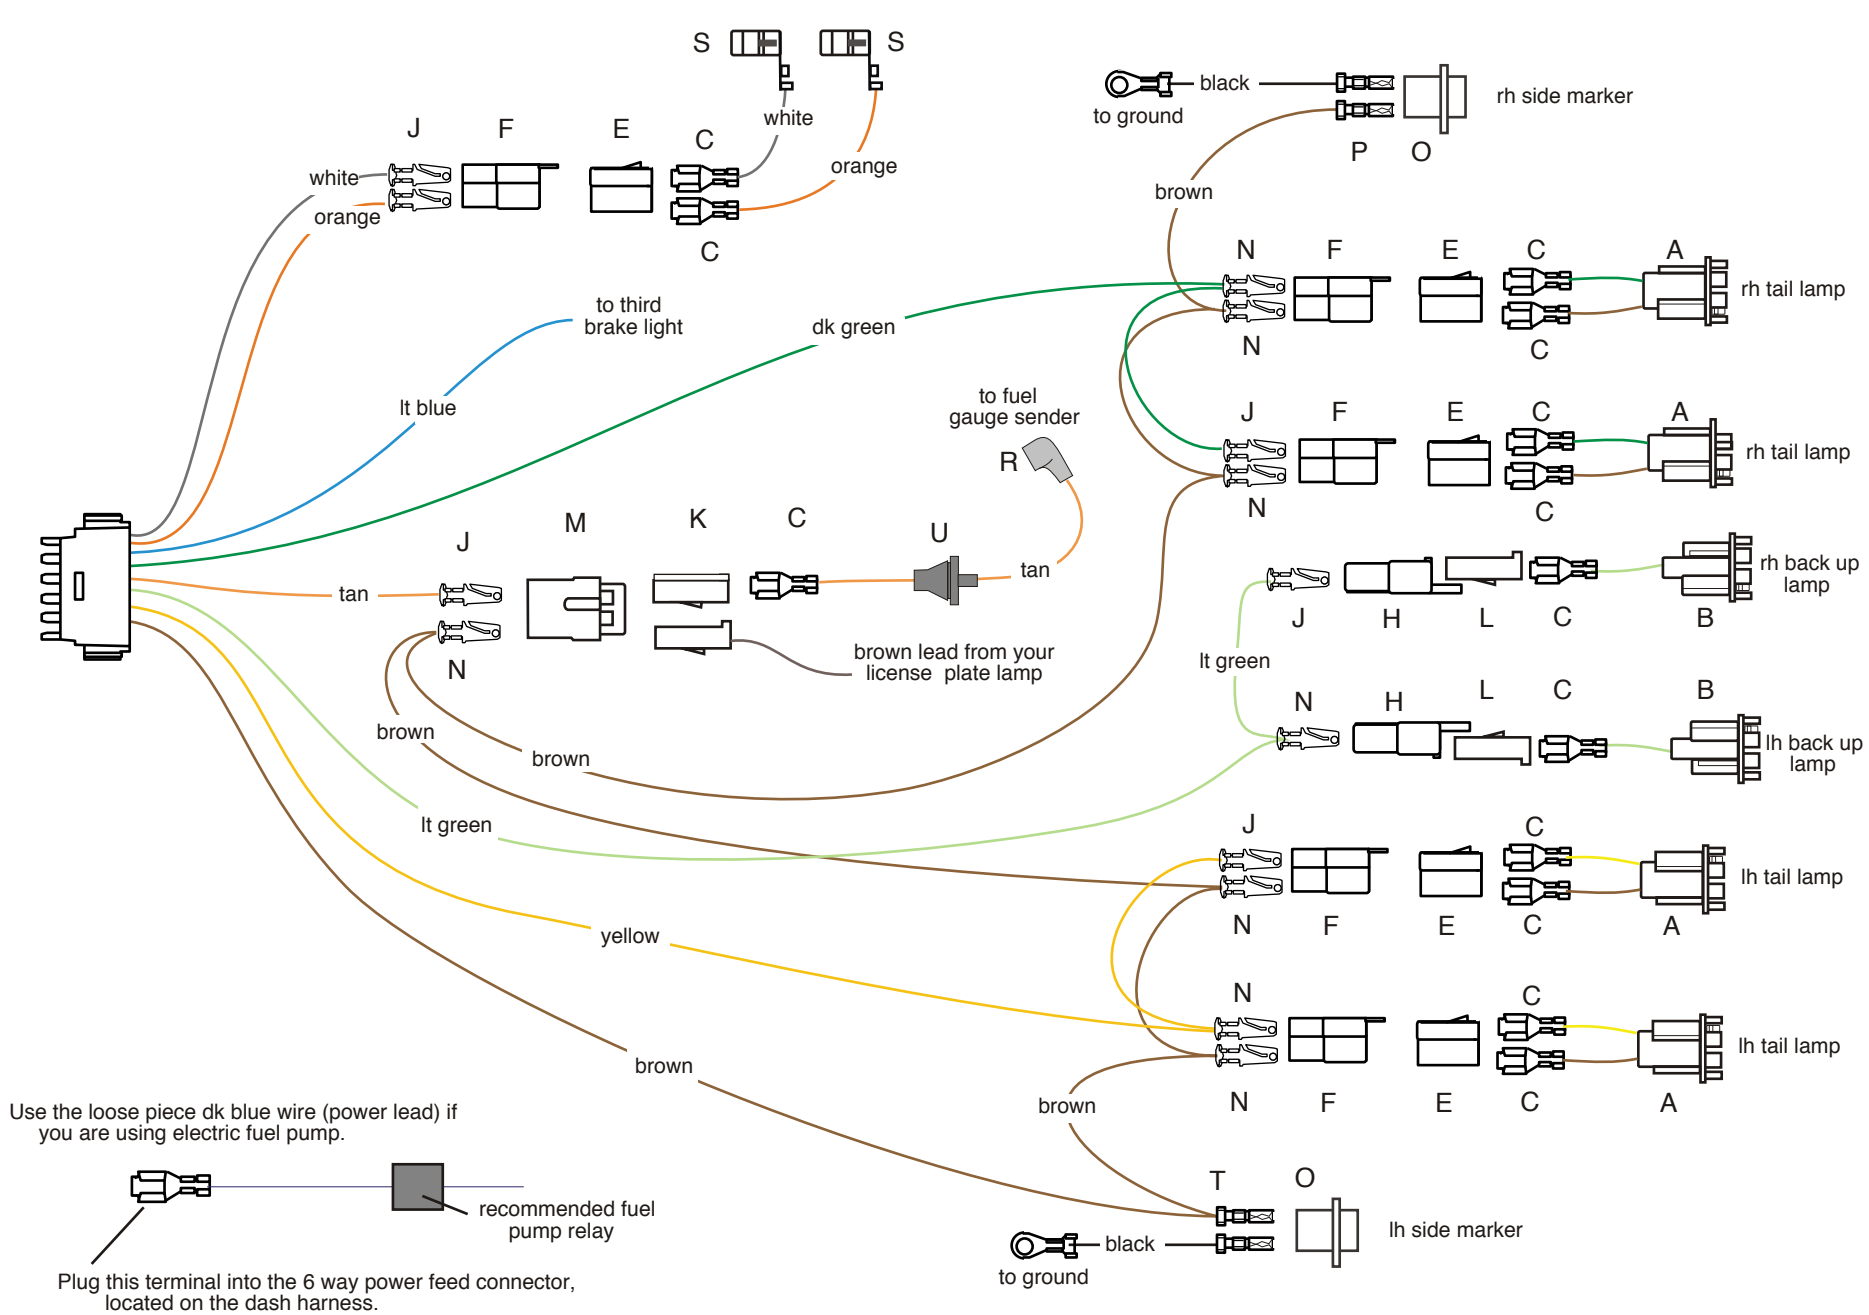 S S
white
orange
J F E C
white
orange
C
to third
brake light
lt blue
dk green
to ground
black
P O
rh side marker
brown
N F E C A
rh tail lamp
N C
to fuel
gauge sender
R
J F E C A
rh tail lamp
N C
J M K C U
tan
tan
N
brown lead from your
license plate lamp
rh back up
lamp
J H L C B
lt green
N H L C B
lh back up
lamp
brown
brown
lt green
J C
lh tail lamp
N F E C A
yellow
N C
lh tail lamp
N F E C A
brown
brown
T O
lh side marker
black
to ground
Use the loose piece dk blue wire (power lead) if
you are using electric fuel pump.
recommended fuel
pump relay
Plug this terminal into the 6 way power feed connector,
located on the dash harness.